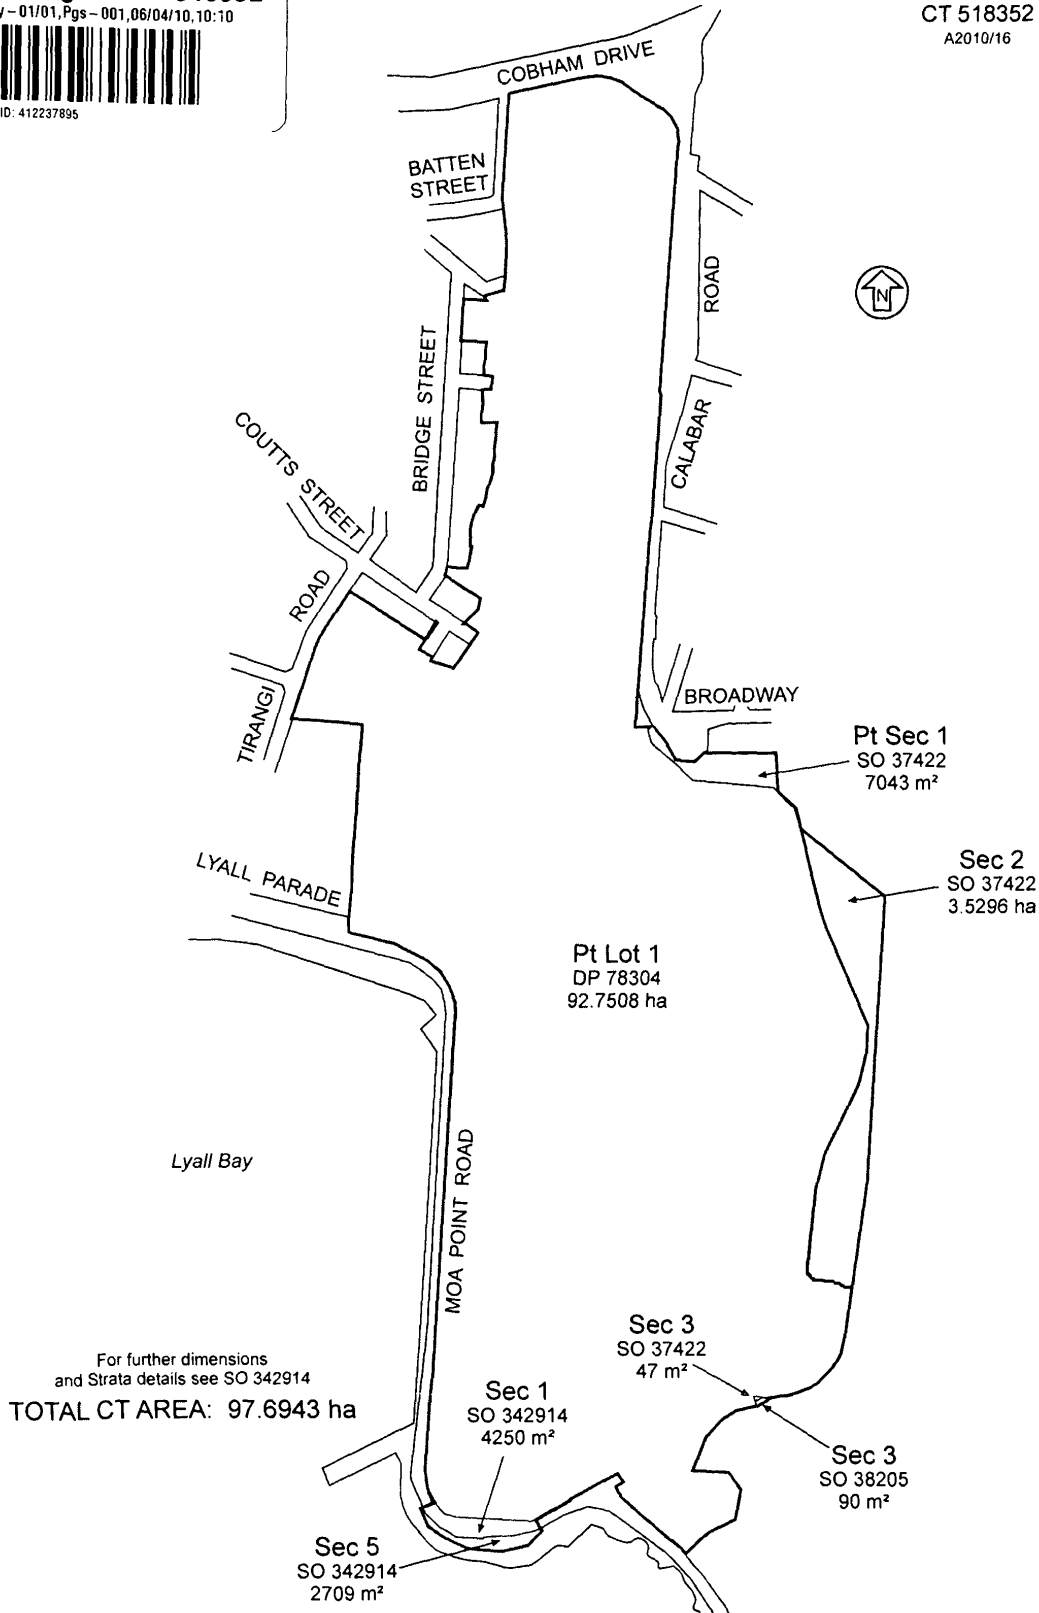 y – 01/01, Pgs – 001, 06/04/10, 10:10
ID: 412237895
CT 518352
A2010/16
COBHAM DRIVE
BATTEN
STREET
ROAD
N
BRIDGE STREET
CALABAR
COUTTS STREET
ROAD
TIRANGI
BROADWAY
Pt Sec 1
SO 37422
7043 m²
LYALL PARADE
Sec 2
SO 37422
3.5296 ha
Pt Lot 1
DP 78304
92.7508 ha
Lyall Bay
MOA POINT ROAD
Sec 3
SO 37422
47 m²
For further dimensions
and Strata details see SO 342914
TOTAL CT AREA: 97.6943 ha
Sec 1
SO 342914
4250 m²
Sec 3
SO 38205
90 m²
Sec 5
SO 342914
2709 m²